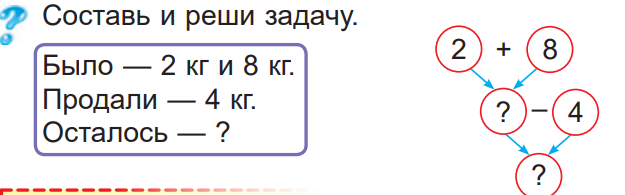 ? Составь и реши задачу.
Было — 2 кг и 8 кг.
Продали — 4 кг.
Осталось — ?
2 + 8
? − 4
?